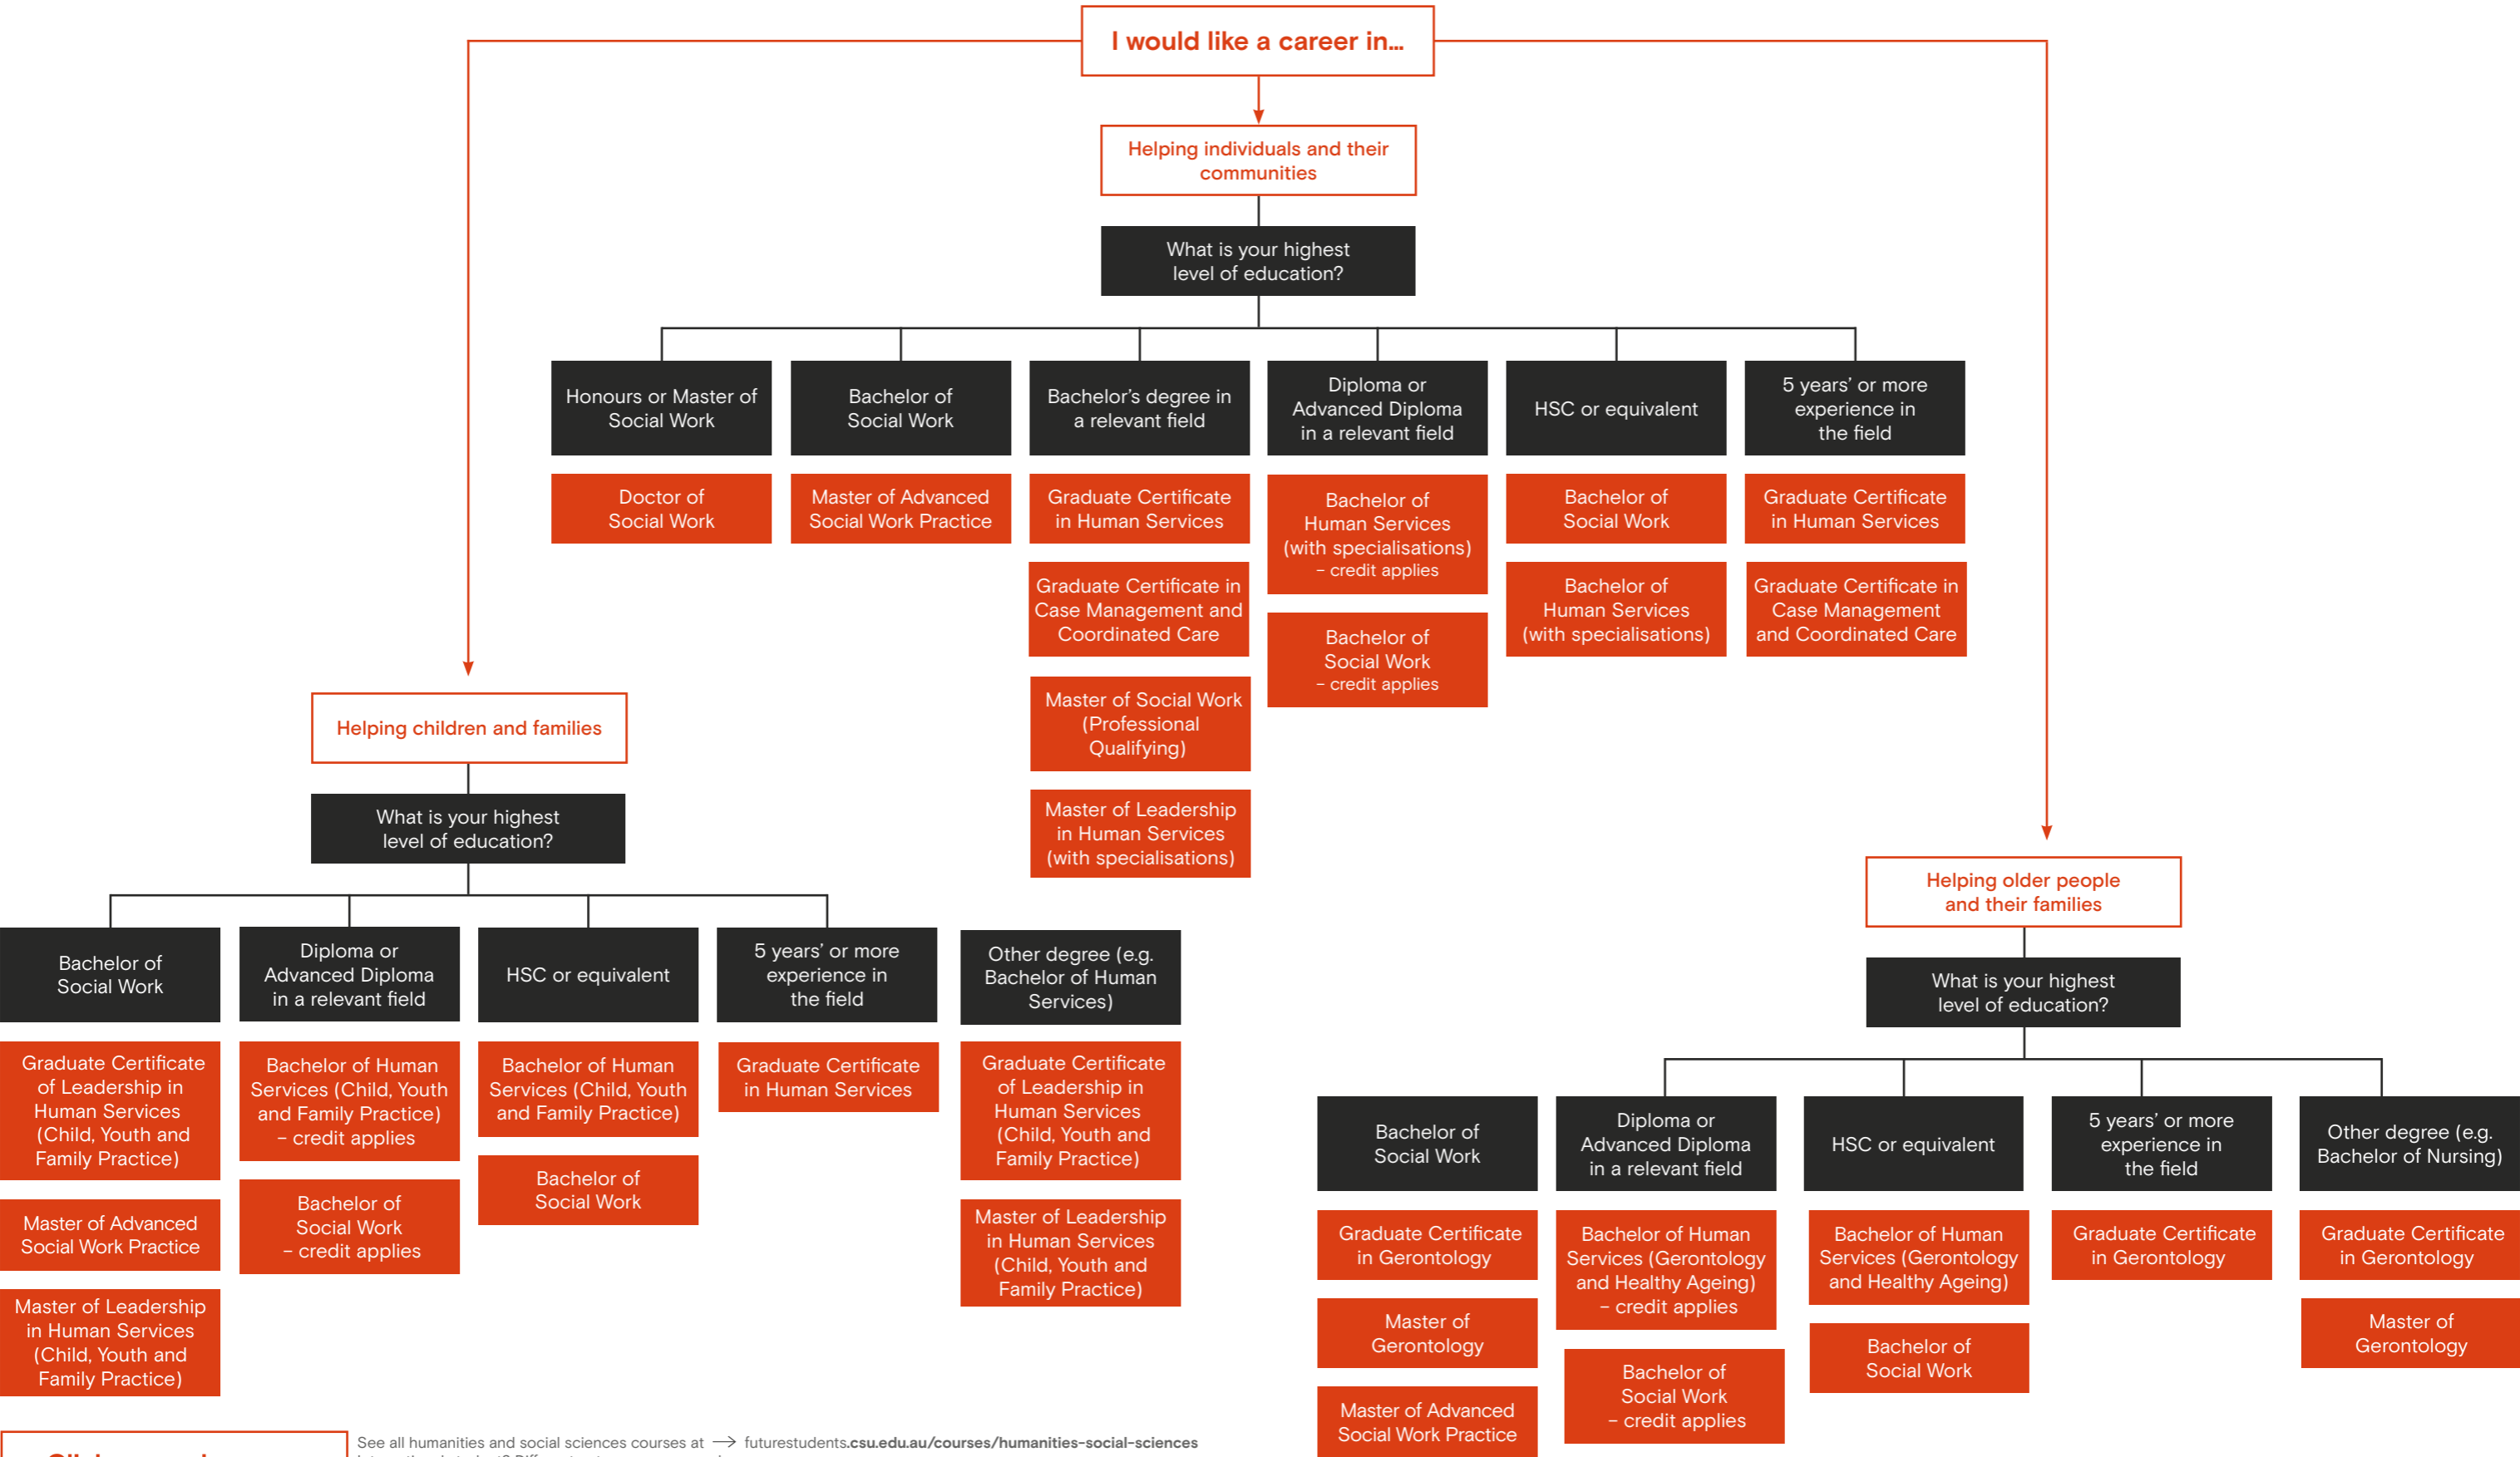 I would like a career in...
Helping individuals and their
communities
What is your highest
level of education?
Honours or Master of
Social Work
Doctor of
Social Work
Bachelor of
Social Work
Master of Advanced
Social Work Practice
Bachelor's degree in
a relevant field
Graduate Certificate
in Human Services
Graduate Certificate in
Case Management and
Coordinated Care
Master of Social Work
(Professional
Qualifying)
Master of Leadership
in Human Services
(with specialisations)
Diploma or
Advanced Diploma
in a relevant field
Bachelor of
Human Services
(with specialisations)
– credit applies
Bachelor of
Social Work
– credit applies
HSC or equivalent
Bachelor of
Social Work
Bachelor of
Human Services
(with specialisations)
5 years' or more
experience in
the field
Graduate Certificate
in Human Services
Graduate Certificate in
Case Management
and Coordinated Care
Helping children and families
What is your highest
level of education?
Bachelor of
Social Work
Graduate Certificate
of Leadership in
Human Services
(Child, Youth and
Family Practice)
Master of Advanced
Social Work Practice
Master of Leadership
in Human Services
(Child, Youth and
Family Practice)
Diploma or
Advanced Diploma
in a relevant field
Bachelor of Human
Services (Child, Youth
and Family Practice)
– credit applies
Bachelor of
Social Work
– credit applies
HSC or equivalent
Bachelor of Human
Services (Child, Youth
and Family Practice)
Bachelor of
Social Work
5 years' or more
experience in
the field
Graduate Certificate
in Human Services
Other degree (e.g.
Bachelor of Human
Services)
Graduate Certificate
of Leadership in
Human Services
(Child, Youth and
Family Practice)
Master of Leadership
in Human Services
(Child, Youth and
Family Practice)
Helping older people
and their families
What is your highest
level of education?
Bachelor of
Social Work
Graduate Certificate
in Gerontology
Master of
Gerontology
Master of Advanced
Social Work Practice
Diploma or
Advanced Diploma
in a relevant field
Bachelor of Human
Services (Gerontology
and Healthy Ageing)
– credit applies
Bachelor of
Social Work
– credit applies
HSC or equivalent
Bachelor of Human
Services (Gerontology
and Healthy Ageing)
Bachelor of
Social Work
5 years' or more
experience in
the field
Graduate Certificate
in Gerontology
Other degree (e.g.
Bachelor of Nursing)
Graduate Certificate
in Gerontology
Master of
Gerontology
See all humanities and social sciences courses at → futurestudents.csu.edu.au/courses/humanities-social-sciences